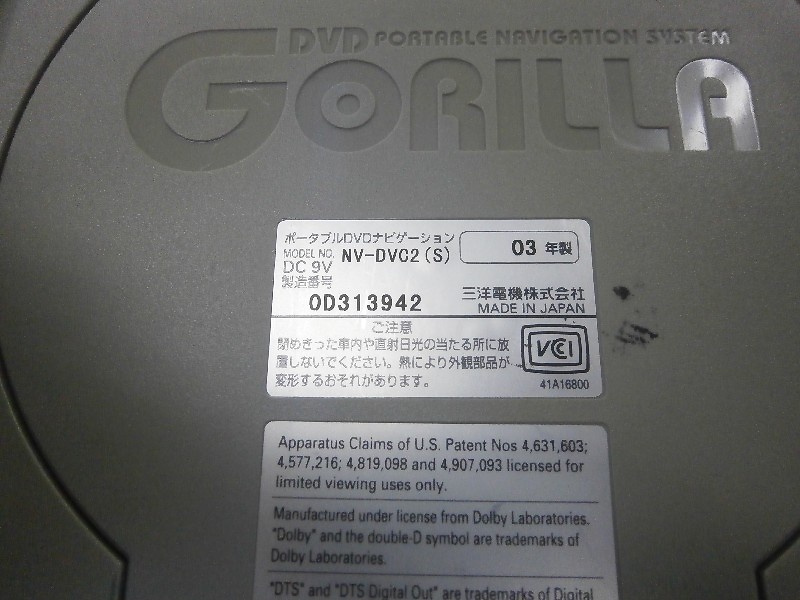 DVD PORTABLE NAVIGATION SYSTEM
GORILLA
ポータブルDVDナビゲーション
MODEL NO. NV-DVC2(S)
03 年製
DC 9V
製造番号
0D313942
三洋電機株式会社
MADE IN JAPAN
ご注意
閉めきった車内や直射日光の当たる所に放
置しないでください。熱により外観部品が
変形するおそれがあります。
VCI
41A16800
Apparatus Claims of U.S. Patent Nos 4,631,603;
4,577,216; 4,819,098 and 4,907,093 licensed for
limited viewing uses only.
Manufactured under license from Dolby Laboratories.
"Dolby" and the double-D symbol are trademarks of
Dolby Laboratories.
"DTS" and "DTS Digital Out" are trademarks of Digital